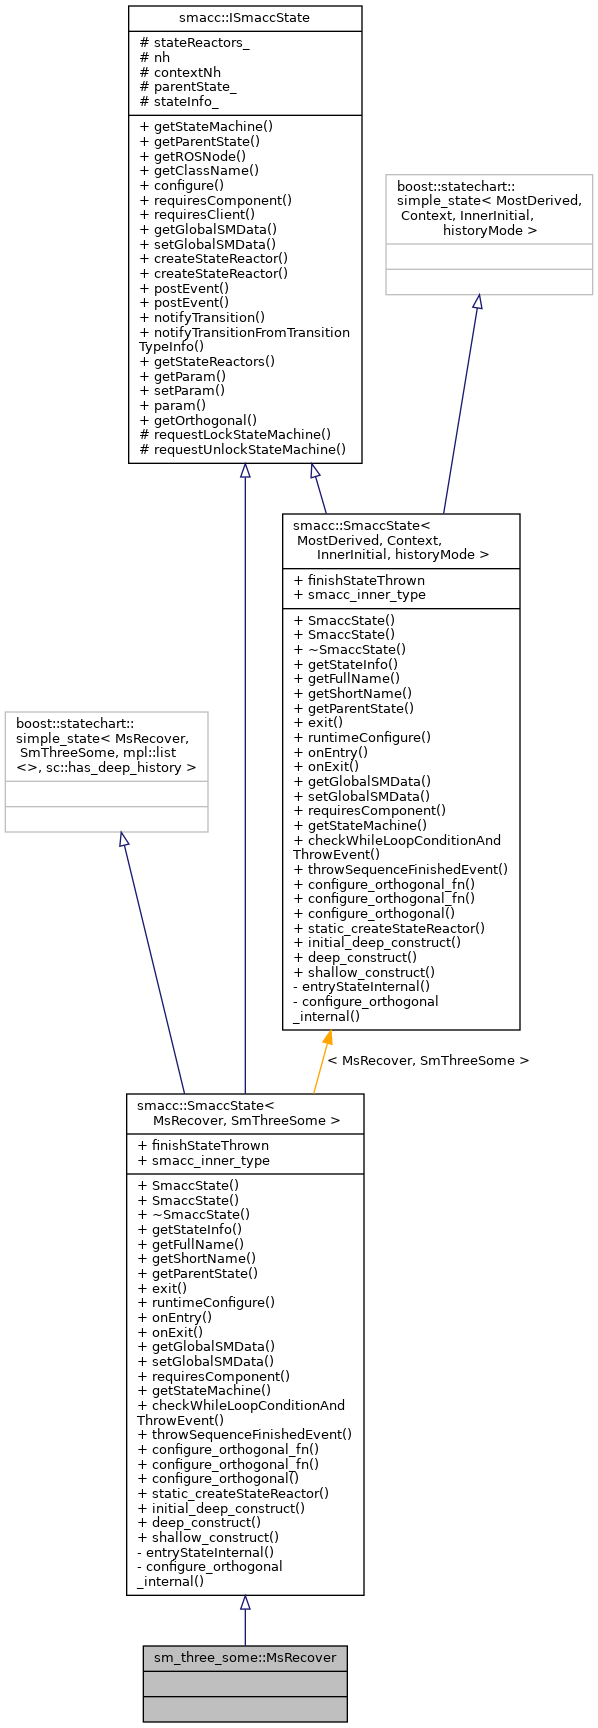 smacc::ISmaccState
# stateReactors_
# nh
# contextNh
# parentState_
# stateInfo_
+ getStateMachine()
+ getParentState()
+ getROSNode()
+ getClassName()
+ configure()
+ requiresComponent()
+ requiresClient()
+ getGlobalSMData()
+ setGlobalSMData()
+ createStateReactor()
+ createStateReactor()
+ postEvent()
+ postEvent()
+ notifyTransition()
+ notifyTransitionFromTransition
TypeInfo()
+ getStateReactors()
+ getParam()
+ setParam()
+ param()
+ getOrthogonal()
# requestLockStateMachine()
# requestUnlockStateMachine()
boost::statechart::
simple_state< MostDerived,
Context, InnerInitial,
historyMode >
smacc::SmaccState<
MostDerived, Context,
InnerInitial, historyMode >
+ finishStateThrown
+ smacc_inner_type
+ SmaccState()
+ SmaccState()
+ ~SmaccState()
+ getStateInfo()
+ getFullName()
+ getShortName()
+ getParentState()
+ exit()
+ runtimeConfigure()
+ onEntry()
+ onExit()
+ getGlobalSMData()
+ setGlobalSMData()
+ requiresComponent()
+ getStateMachine()
+ checkWhileLoopConditionAnd
ThrowEvent()
+ throwSequenceFinishedEvent()
+ configure_orthogonal_fn()
+ configure_orthogonal_fn()
+ configure_orthogonal()
+ static_createStateReactor()
+ initial_deep_construct()
+ deep_construct()
+ shallow_construct()
- entryStateInternal()
- configure_orthogonal
_internal()
boost::statechart::
simple_state< MsRecover,
SmThreeSome, mpl::list
<>, sc::has_deep_history >
< MsRecover, SmThreeSome >
smacc::SmaccState<
MsRecover, SmThreeSome >
+ finishStateThrown
+ smacc_inner_type
+ SmaccState()
+ SmaccState()
+ ~SmaccState()
+ getStateInfo()
+ getFullName()
+ getShortName()
+ getParentState()
+ exit()
+ runtimeConfigure()
+ onEntry()
+ onExit()
+ getGlobalSMData()
+ setGlobalSMData()
+ requiresComponent()
+ getStateMachine()
+ checkWhileLoopConditionAnd
ThrowEvent()
+ throwSequenceFinishedEvent()
+ configure_orthogonal_fn()
+ configure_orthogonal_fn()
+ configure_orthogonal()
+ static_createStateReactor()
+ initial_deep_construct()
+ deep_construct()
+ shallow_construct()
- entryStateInternal()
- configure_orthogonal
_internal()
sm_three_some::MsRecover